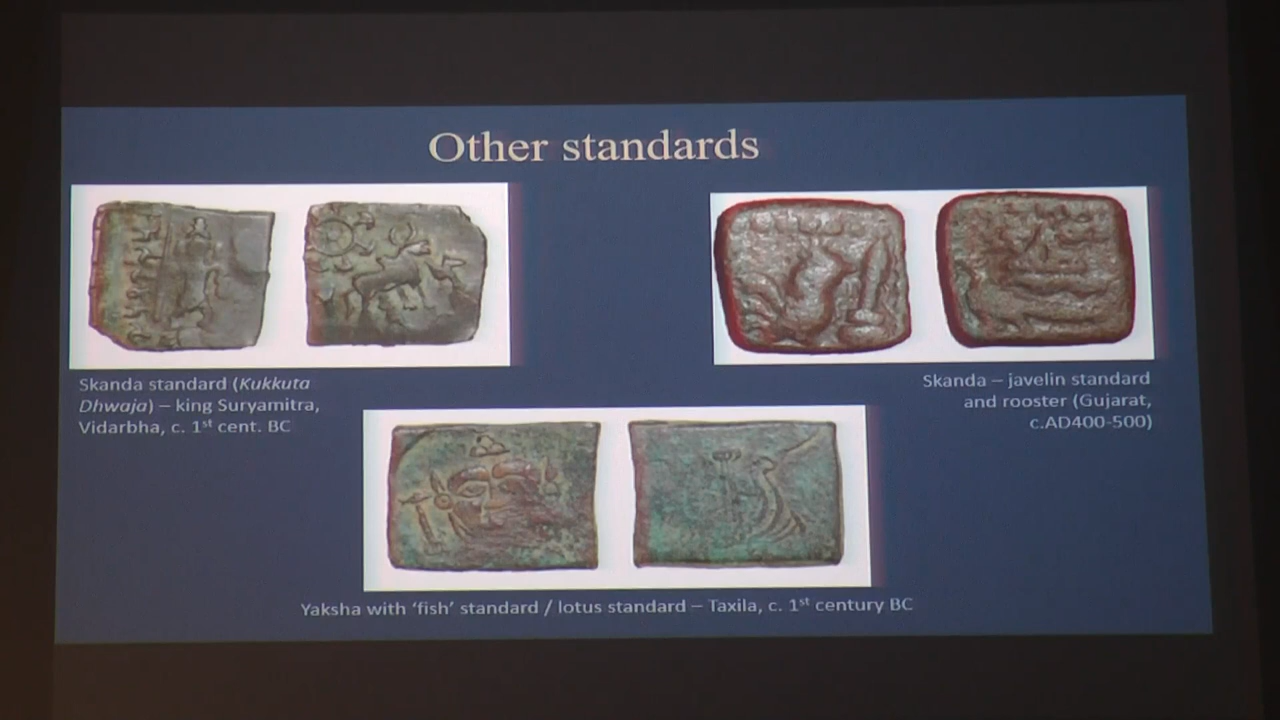 Other standards
Skanda standard (Kukkuta
Dhwaja) – king Suryamitra,
Vidarbha, c. 1st cent. BC
Skanda – javelin standard
and rooster (Gujarat,
c.AD400-500)
Yaksha with ‘fish’ standard / lotus standard – Taxila, c. 1st century BC